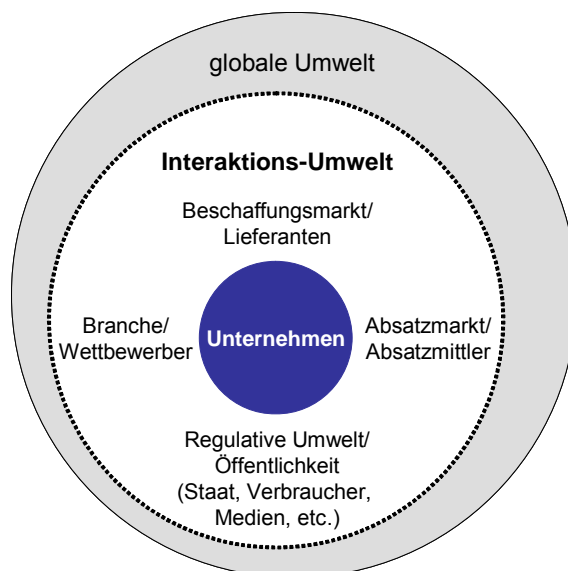 globale Umwelt
Interaktions-Umwelt
Beschaffungsmarkt/
Lieferanten
Branche/
Wettbewerber
Unternehmen
Absatzmarkt/
Absatzmittler
Regulative Umwelt/
Öffentlichkeit
(Staat, Verbraucher,
Medien, etc.)